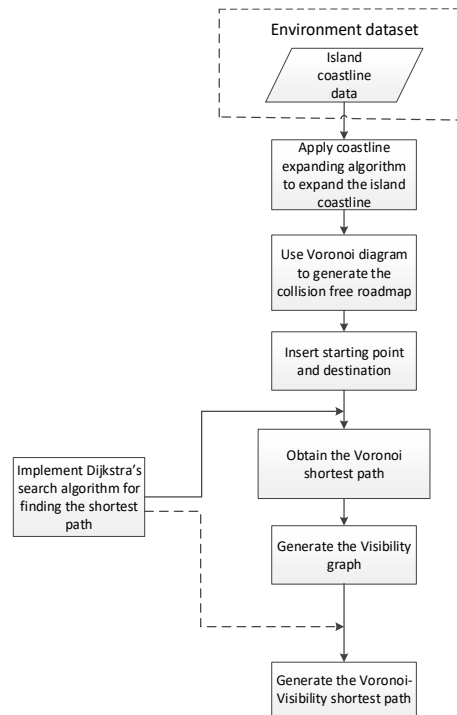 Environment dataset
Island
coastline
data
Apply coastline
expanding algorithm
to expand the island
coastline
Use Voronoi diagram
to generate the
collision free roadmap
Insert starting point
and destination
Implement Dijkstra's
search algorithm for
finding the shortest
path
Obtain the Voronoi
shortest path
Generate the Visibility
graph
Generate the Voronoi-
Visibility shortest path